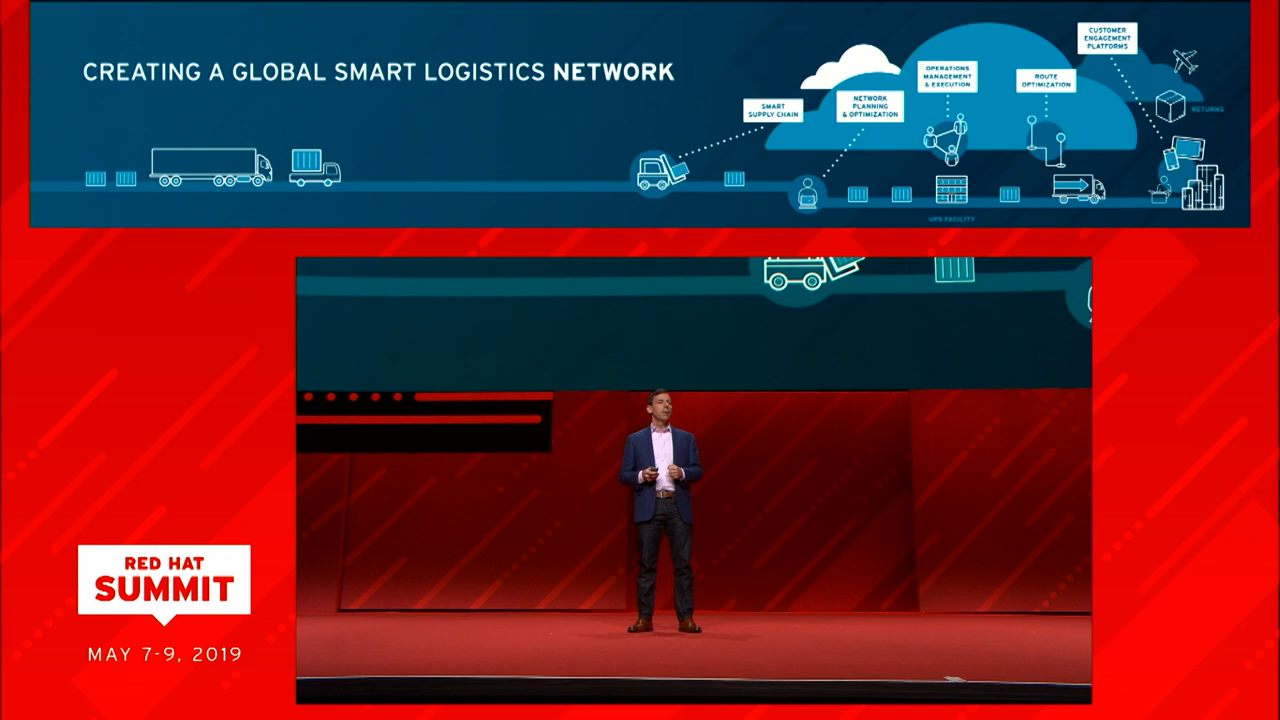 CREATING A GLOBAL SMART LOGISTICS NETWORK
SMART
SUPPLY CHAIN
NETWORK
PLANNING
& OPTIMIZATION
OPERATIONS
MANAGEMENT
& EXECUTION
ROUTE
OPTIMIZATION
CUSTOMER
ENGAGEMENT
PLATFORMS
RETURNS
UPS FACILITY
RED HAT
SUMMIT
MAY 7-9, 2019